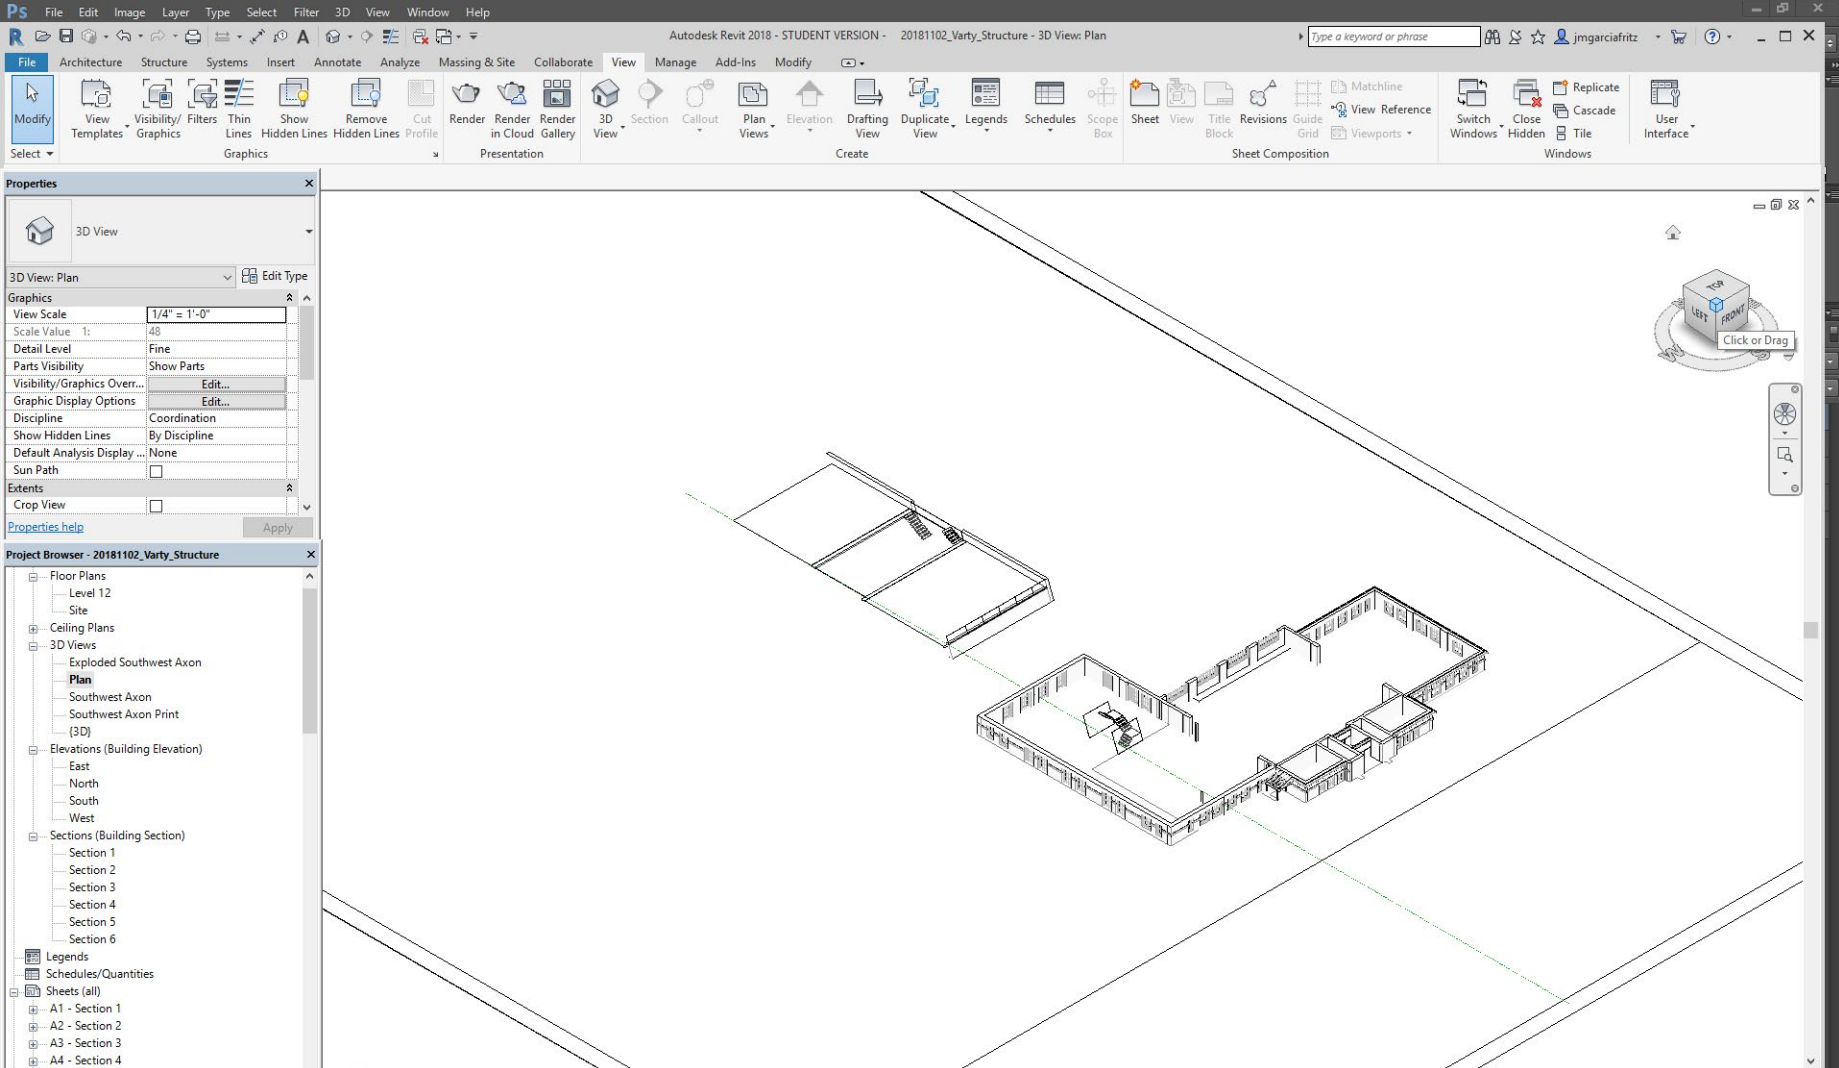 Ps File Edit Image Layer Type Select Filter 3D View Window Help
R A Autodesk Revit 2018 - STUDENT VERSION - 20181102_Varty_Structure - 3D View: Plan Type a keyword or phrase jmgarciafritz
File Architecture Structure Systems Insert Annotate Analyze Massing & Site Collaborate View Manage Add-Ins Modify
Modify
View Templates
Visibility/ Graphics
Filters
Thin Lines
Show Hidden Lines
Remove Hidden Lines
Cut Profile
Render
Render in Cloud
Render Gallery
3D View
Section
Callout
Plan Views
Elevation
Drafting View
Duplicate View
Legends
Schedules
Scope Box
Sheet
View
Title Block
Revisions
Guide Grid
Matchline
View Reference
Viewports
Switch Windows
Close Hidden
Replicate
Cascade
Tile
User Interface
Select Graphics Presentation Create Sheet Composition Windows
Properties
3D View
3D View: Plan Edit Type
Graphics
View Scale 1/4" = 1'-0"
Scale Value 1: 48
Detail Level Fine
Parts Visibility Show Parts
Visibility/Graphics Overr... Edit...
Graphic Display Options Edit...
Discipline Coordination
Show Hidden Lines By Discipline
Default Analysis Display ... None
Sun Path
Extents
Crop View
Properties help Apply
Project Browser - 20181102_Varty_Structure
Floor Plans
Level 12
Site
Ceiling Plans
3D Views
Exploded Southwest Axon
Plan
Southwest Axon
Southwest Axon Print
{3D}
Elevations (Building Elevation)
East
North
South
West
Sections (Building Section)
Section 1
Section 2
Section 3
Section 4
Section 5
Section 6
Legends
Schedules/Quantities
Sheets (all)
A1 - Section 1
A2 - Section 2
A3 - Section 3
A4 - Section 4
TOP
LEFT FRONT
Click or Drag
W S